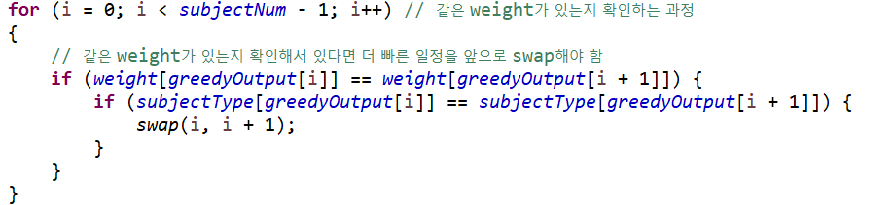 for (i = 0; i < subjectNum - 1; i++) // 같은 weight가 있는지 확인하는 과정
{
    // 같은 weight가 있는지 확인해서 있다면 더 빠른 일정을 앞으로 swap해야 함
    if (weight[greedyOutput[i]] == weight[greedyOutput[i + 1]]) {
        if (subjectType[greedyOutput[i]] == subjectType[greedyOutput[i + 1]]) {
            swap(i, i + 1);
        }
    }
}